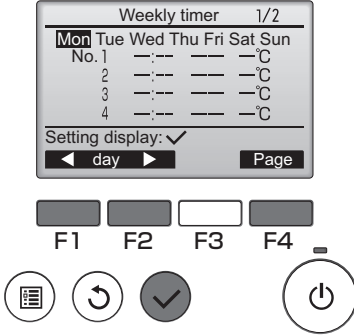 Weekly timer 1/2
Mon Tue Wed Thu Fri Sat Sun
No. 1 --:-- --- --°C
2 --:-- --- --°C
3 --:-- --- --°C
4 --:-- --- --°C
Setting display: ✓
◀ day ▶ Page
F1 F2 F3 F4